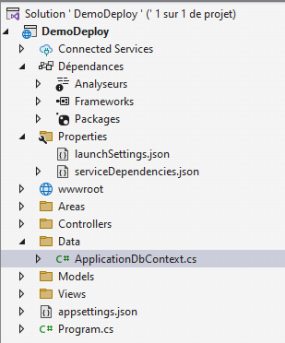 Solution ' DemoDeploy ' (' 1 sur 1 de projet)
DemoDeploy
Connected Services
Dépendances
Analyseurs
Frameworks
Packages
Properties
launchSettings.json
serviceDependencies.json
wwwroot
Areas
Controllers
Data
C# ApplicationDbContext.cs
Models
Views
appsettings.json
C# Program.cs